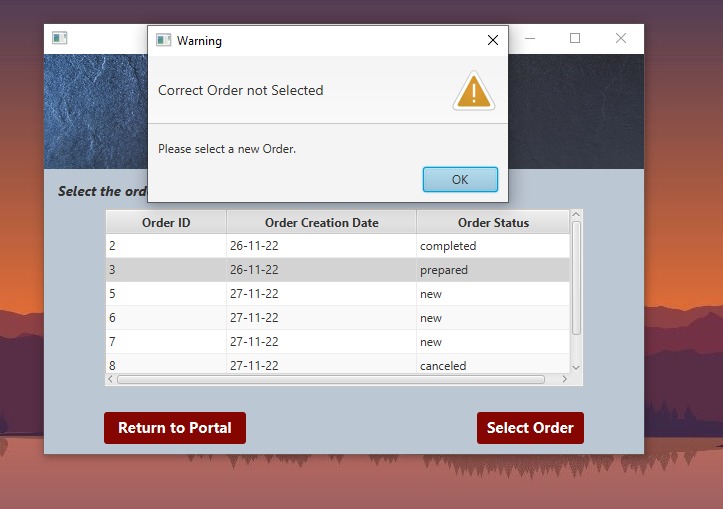 Warning
Correct Order not Selected
Please select a new Order.
OK
Select the ord
Order ID Order Creation Date Order Status
2 26-11-22 completed
3 26-11-22 prepared
5 27-11-22 new
6 27-11-22 new
7 27-11-22 new
8 27-11-22 canceled
Return to Portal Select Order